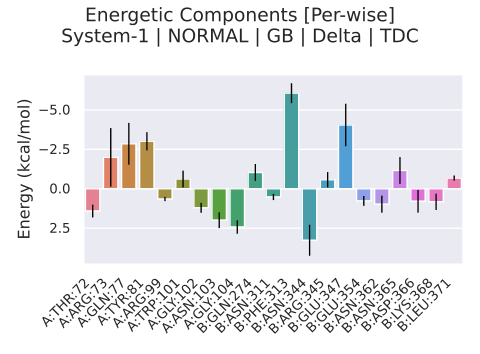 Energetic Components [Per-wise]
System-1 | NORMAL | GB | Delta | TDC
Energy (kcal/mol)
−5.0
−2.5
0.0
2.5
A:THR:72
A:ARG:73
A:GLN:77
A:TYR:81
A:ARG:99
A:TRP:101
A:GLY:102
A:ASN:103
A:GLY:104
B:GLN:274
B:ASN:311
B:PHE:313
B:ASN:344
B:ARG:345
B:GLU:347
B:GLU:354
B:ASN:362
B:ASN:365
B:ASP:366
B:LYS:368
B:LEU:371